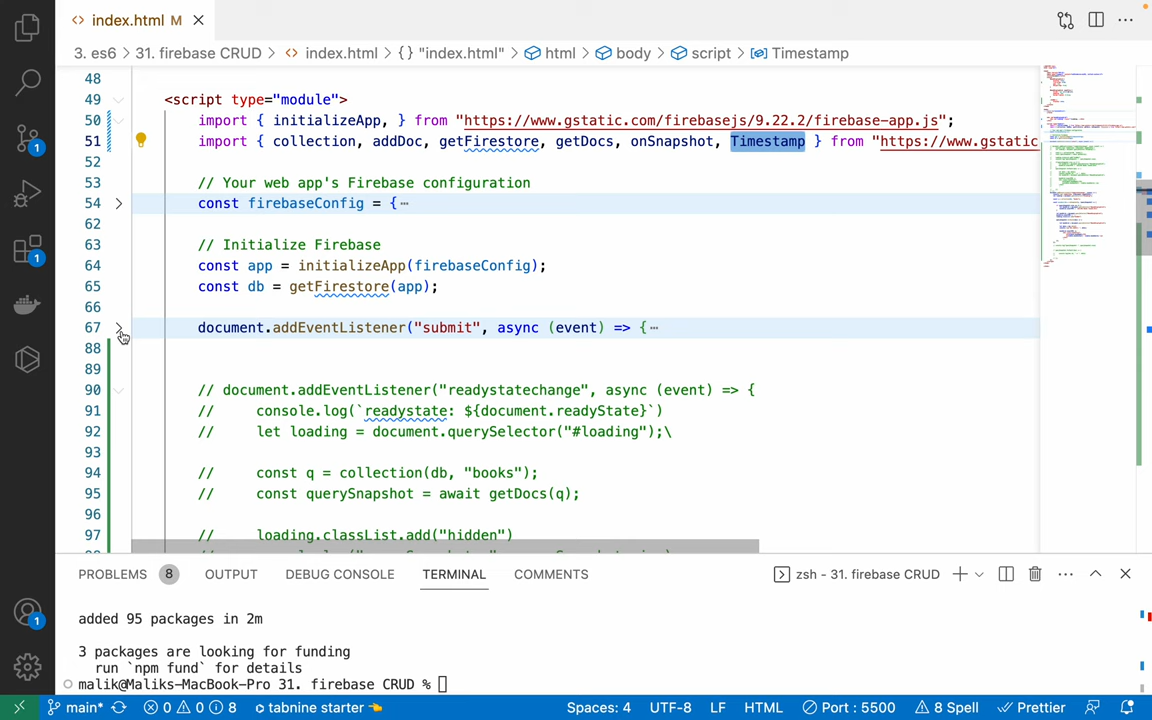 index.html M
3. es6 > 31. firebase CRUD > index.html > {} "index.html" > html > body > script > Timestamp
48
49 <script type="module">
50 import { initializeApp, } from "https://www.gstatic.com/firebasejs/9.22.2/firebase-app.js";
51 import { collection, addDoc, getFirestore, getDocs, onSnapshot, Timestamp } from "https://www.gstatic
52
53 // Your web app's Firebase configuration
54 const firebaseConfig = {…
62
63 // Initialize Firebase
64 const app = initializeApp(firebaseConfig);
65 const db = getFirestore(app);
66
67 document.addEventListener("submit", async (event) => {…
88
89
90 // document.addEventListener("readystatechange", async (event) => {
91 // console.log(`readystate: ${document.readyState}`)
92 // let loading = document.querySelector("#loading");\
93
94 // const q = collection(db, "books");
95 // const querySnapshot = await getDocs(q);
96
97 // loading.classList.add("hidden")
PROBLEMS 8 OUTPUT DEBUG CONSOLE TERMINAL COMMENTS zsh - 31. firebase CRUD
added 95 packages in 2m
3 packages are looking for funding
run `npm fund` for details
malik@Maliks-MacBook-Pro 31. firebase CRUD %
main* 0 0 8 tabnine starter Spaces: 4 UTF-8 LF HTML Port : 5500 8 Spell Prettier
1
1
1